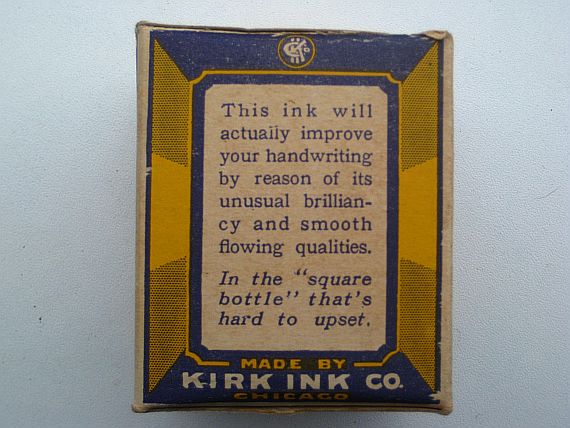 This ink will
actually improve
your handwriting
by reason of its
unusual brillian-
cy and smooth
flowing qualities.
In the "square
bottle" that's
hard to upset.
MADE BY
KIRK INK CO.
CHICAGO